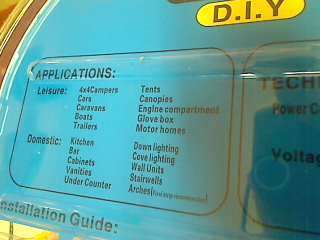 D.I.Y
APPLICATIONS:
Leisure: 4x4Campers Tents
Cars Canopies
Caravans Engine compartment
Boats Glove box
Trailers Motor homes
Domestic: Kitchen Down lighting
Bar Cove lighting
Cabinets Wall Units
Vanities Stairwells
Under Counter Arches
TECH
Power C
Voltag
nstallation Guide: